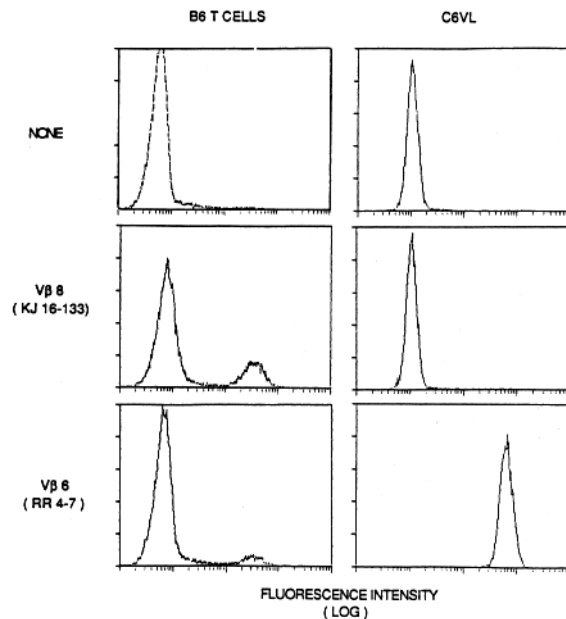 B6 T CELLS
C6VL
NONE
Vβ 8
( KJ 16-133)
Vβ 6
( RR 4-7 )
FLUORESCENCE INTENSITY
( LOG )